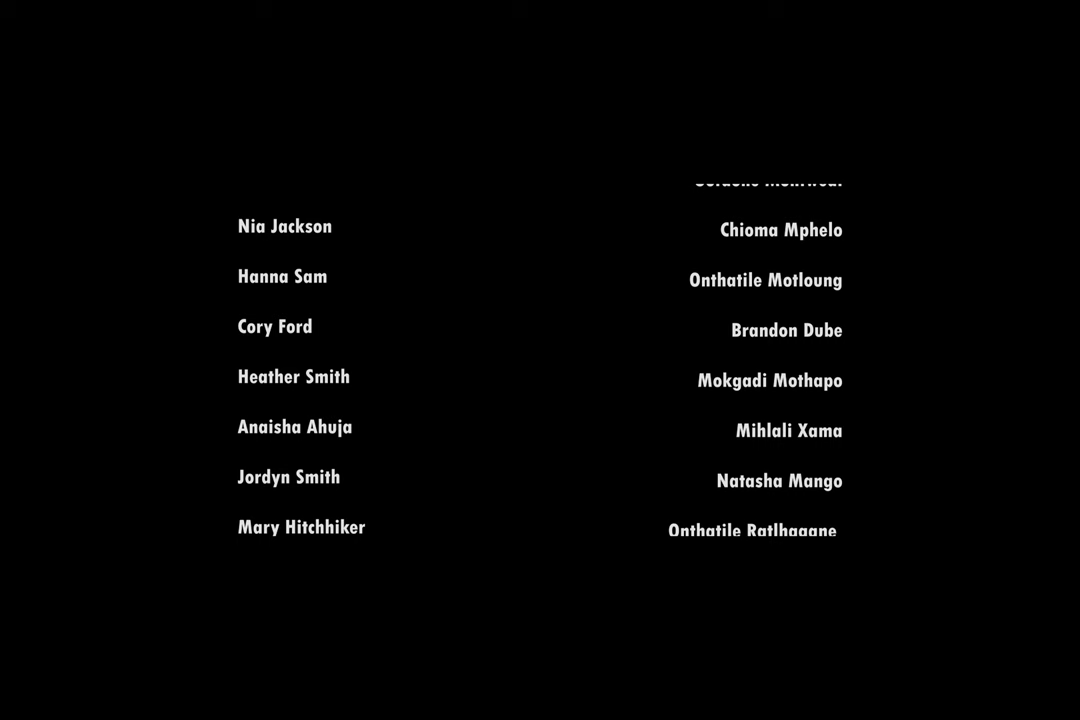 Nia Jackson
Chioma Mphelo
Hanna Sam
Onthatile Motloung
Cory Ford
Brandon Dube
Heather Smith
Mokgadi Mothapo
Anaisha Ahuja
Mihlali Xama
Jordyn Smith
Natasha Mango
Mary Hitchhiker
Onthatile